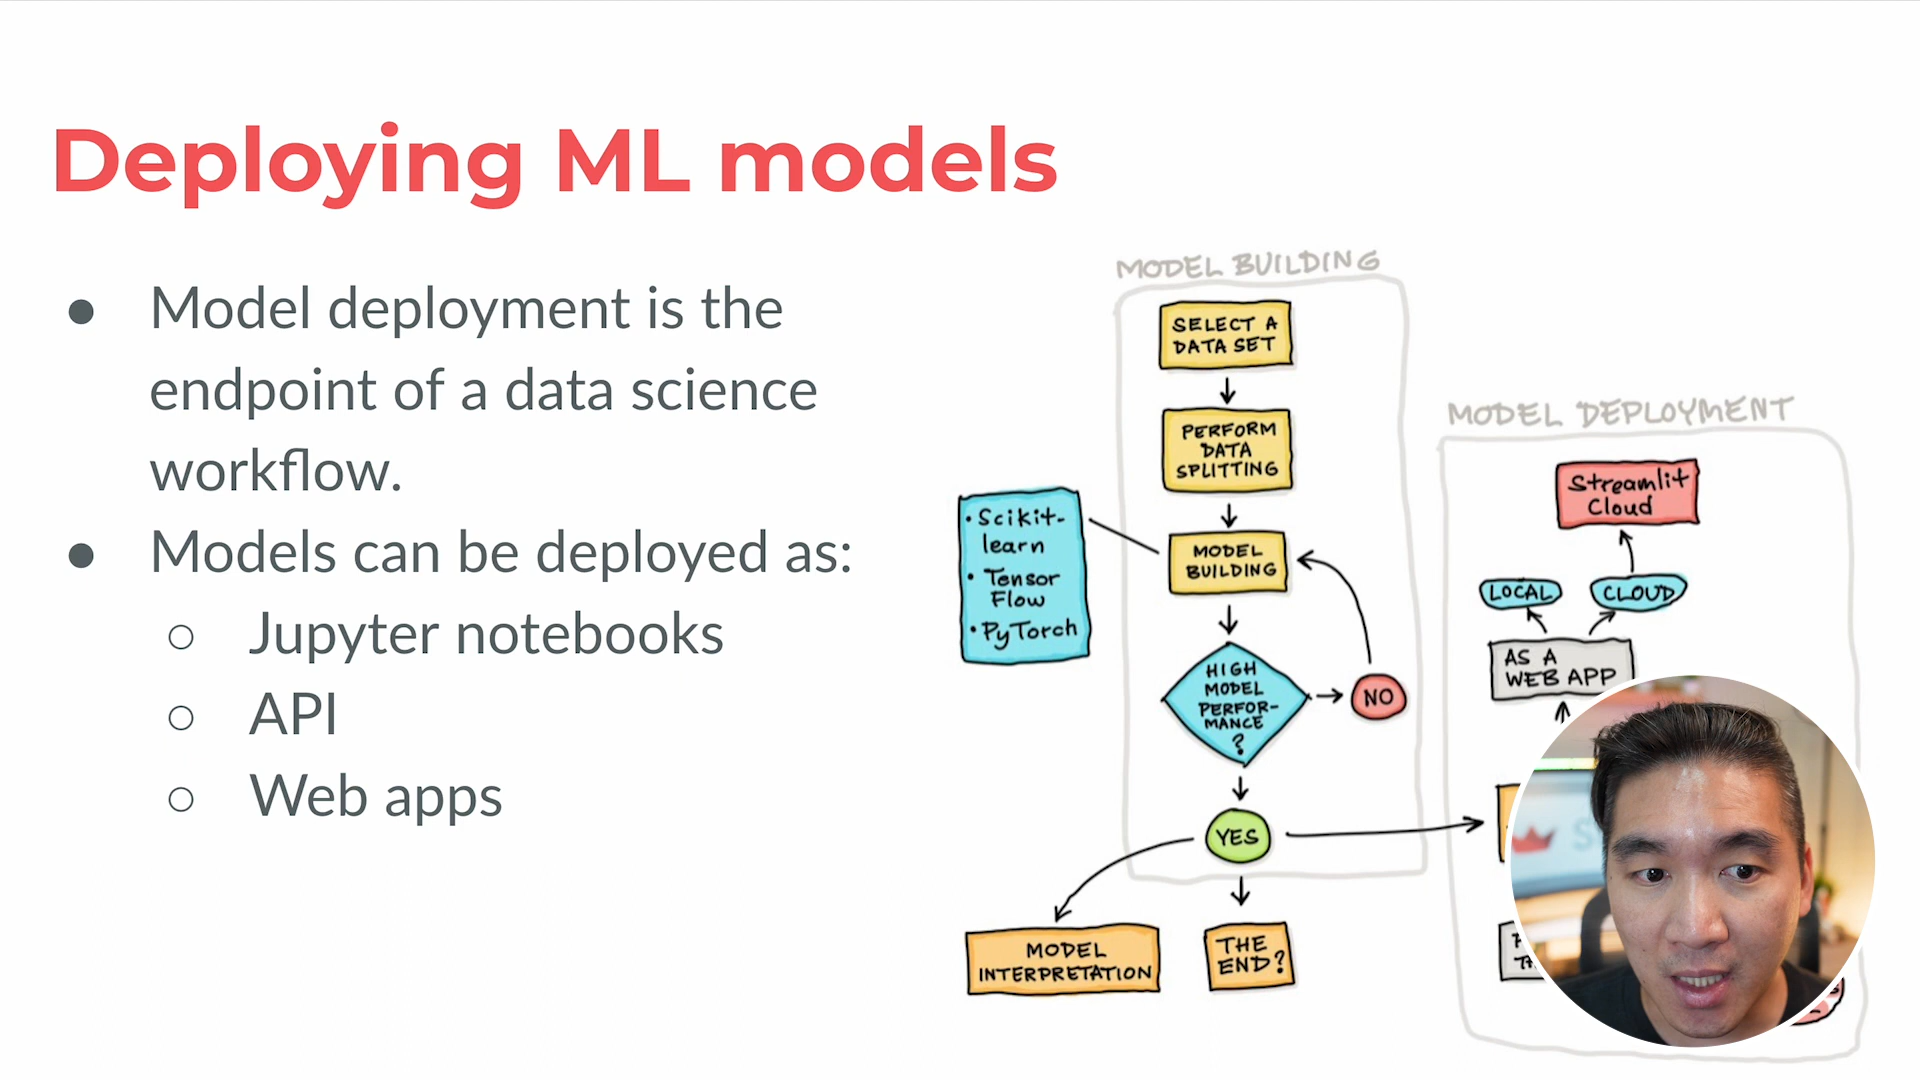 Deploying ML models
● Model deployment is the
endpoint of a data science
workflow.
● Models can be deployed as:
○ Jupyter notebooks
○ API
○ Web apps
MODEL BUILDING
SELECT A
DATA SET
PERFORM
DATA
SPLITTING
• Scikit-
learn
• Tensor
Flow
• PyTorch
MODEL
BUILDING
HIGH
MODEL
PERFOR-
MANCE
?
NO
YES
MODEL
INTERPRETATION
THE
END?
MODEL DEPLOYMENT
Streamlit
Cloud
LOCAL
CLOUD
AS A
WEB APP